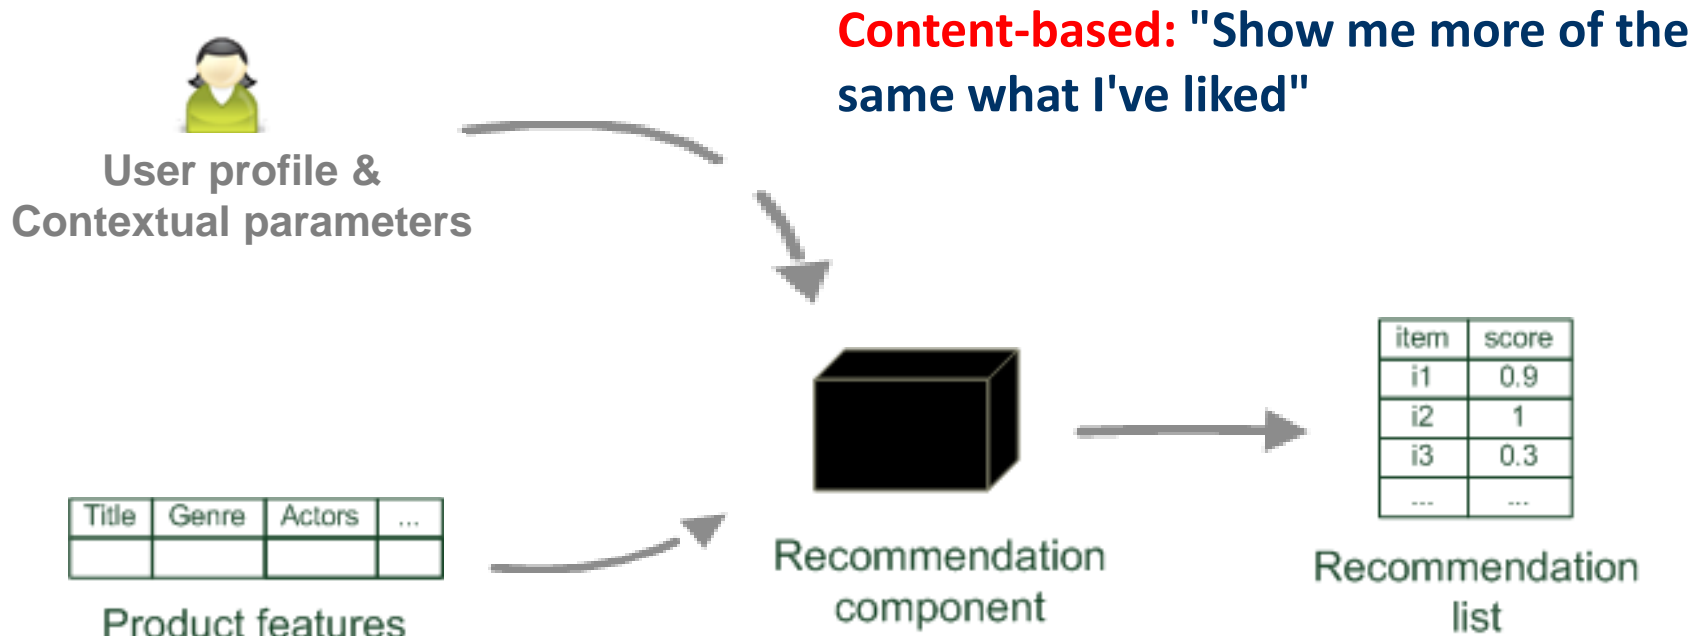 Content-based: "Show me more of the
same what I've liked"
User profile &
Contextual parameters
item score
i1 0.9
i2 1
i3 0.3
... ...
Title Genre Actors ...
Product features
Recommendation
component
Recommendation
list